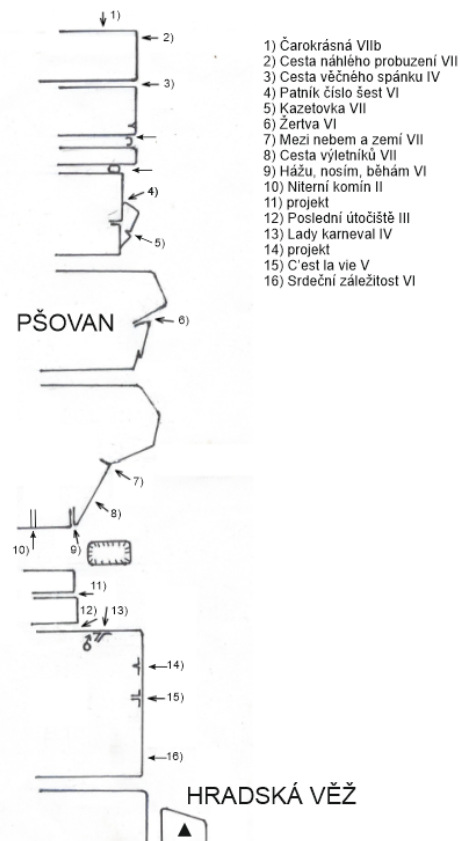 1)
2)
3)
4)
5)
PŠOVAN
6)
7)
8)
10)
9)
11)
12)
13)
14)
15)
16)
HRADSKÁ VĚŽ
1) Čarokrásná VIIb
2) Cesta náhlého probuzení VII
3) Cesta věčného spánku IV
4) Patník číslo šest VI
5) Kazetovka VII
6) Žertva VI
7) Mezi nebem a zemí VII
8) Cesta výletníků VII
9) Hážu, nosím, běhám VI
10) Niterní komín II
11) projekt
12) Poslední útočiště III
13) Lady karneval IV
14) projekt
15) C'est la vie V
16) Srdeční záležitost VI